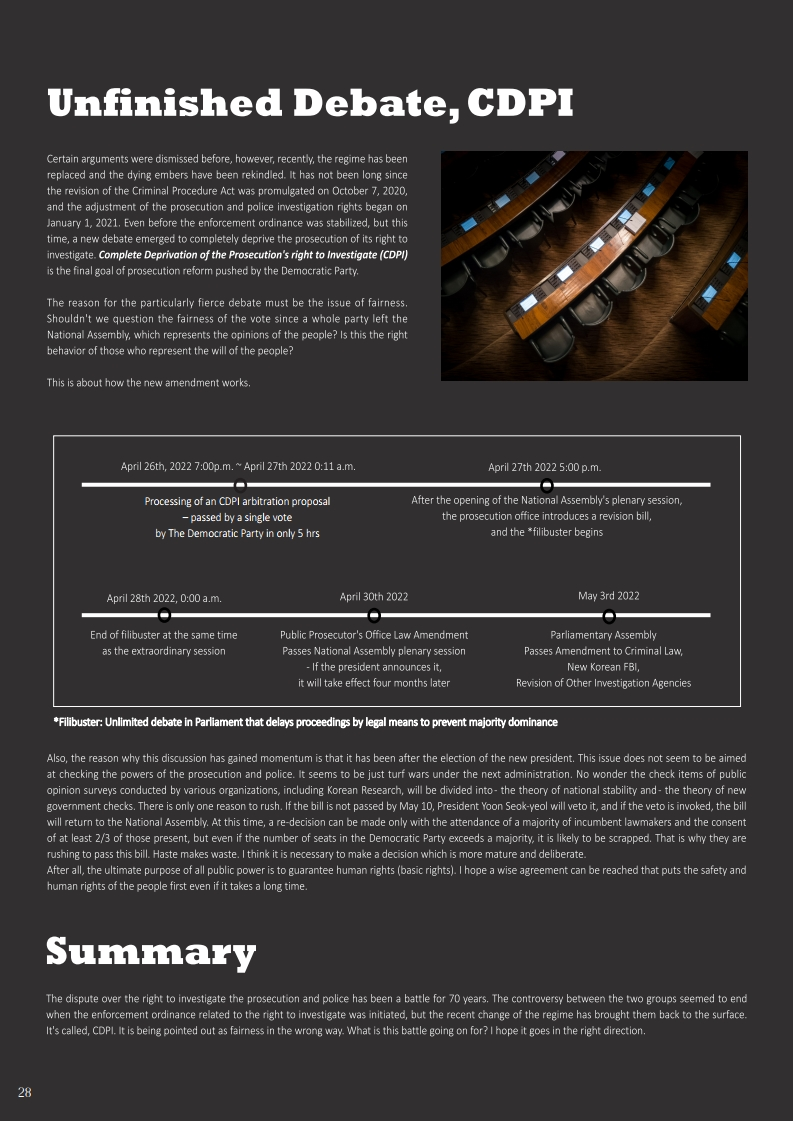 Unfinished Debate, CDPI
Certain arguments were dismissed before, however, recently, the regime has been
replaced and the dying embers have been rekindled. It has not been long since
the revision of the Criminal Procedure Act was promulgated on October 7, 2020,
and the adjustment of the prosecution and police investigation rights began on
January 1, 2021. Even before the enforcement ordinance was stabilized, but this
time, a new debate emerged to completely deprive the prosecution of its right to
investigate. Complete Deprivation of the Prosecution's right to Investigate (CDPI)
is the final goal of prosecution reform pushed by the Democratic Party.
The reason for the particularly fierce debate must be the issue of fairness.
Shouldn't we question the fairness of the vote since a whole party left the
National Assembly, which represents the opinions of the people? Is this the right
behavior of those who represent the will of the people?
This is about how the new amendment works.
April 26th, 2022 7:00p.m. ~ April 27th 2022 0:11 a.m.
Processing of an CDPI arbitration proposal
– passed by a single vote
by The Democratic Party in only 5 hrs
April 27th 2022 5:00 p.m.
After the opening of the National Assembly's plenary session,
the prosecution office introduces a revision bill,
and the *filibuster begins
April 28th 2022, 0:00 a.m.
End of filibuster at the same time
as the extraordinary session
April 30th 2022
Public Prosecutor's Office Law Amendment
Passes National Assembly plenary session
- If the president announces it,
it will take effect four months later
May 3rd 2022
Parliamentary Assembly
Passes Amendment to Criminal Law,
New Korean FBI,
Revision of Other Investigation Agencies
*Filibuster: Unlimited debate in Parliament that delays proceedings by legal means to prevent majority dominance
Also, the reason why this discussion has gained momentum is that it has been after the election of the new president. This issue does not seem to be aimed
at checking the powers of the prosecution and police. It seems to be just turf wars under the next administration. No wonder the check items of public
opinion surveys conducted by various organizations, including Korean Research, will be divided into - the theory of national stability and - the theory of new
government checks. There is only one reason to rush. If the bill is not passed by May 10, President Yoon Seok-yeol will veto it, and if the veto is invoked, the bill
will return to the National Assembly. At this time, a re-decision can be made only with the attendance of a majority of incumbent lawmakers and the consent
of at least 2/3 of those present, but even if the number of seats in the Democratic Party exceeds a majority, it is likely to be scrapped. That is why they are
rushing to pass this bill. Haste makes waste. I think it is necessary to make a decision which is more mature and deliberate.
After all, the ultimate purpose of all public power is to guarantee human rights (basic rights). I hope a wise agreement can be reached that puts the safety and
human rights of the people first even if it takes a long time.
Summary
The dispute over the right to investigate the prosecution and police has been a battle for 70 years. The controversy between the two groups seemed to end
when the enforcement ordinance related to the right to investigate was initiated, but the recent change of the regime has brought them back to the surface.
It's called, CDPI. It is being pointed out as fairness in the wrong way. What is this battle going on for? I hope it goes in the right direction.
28